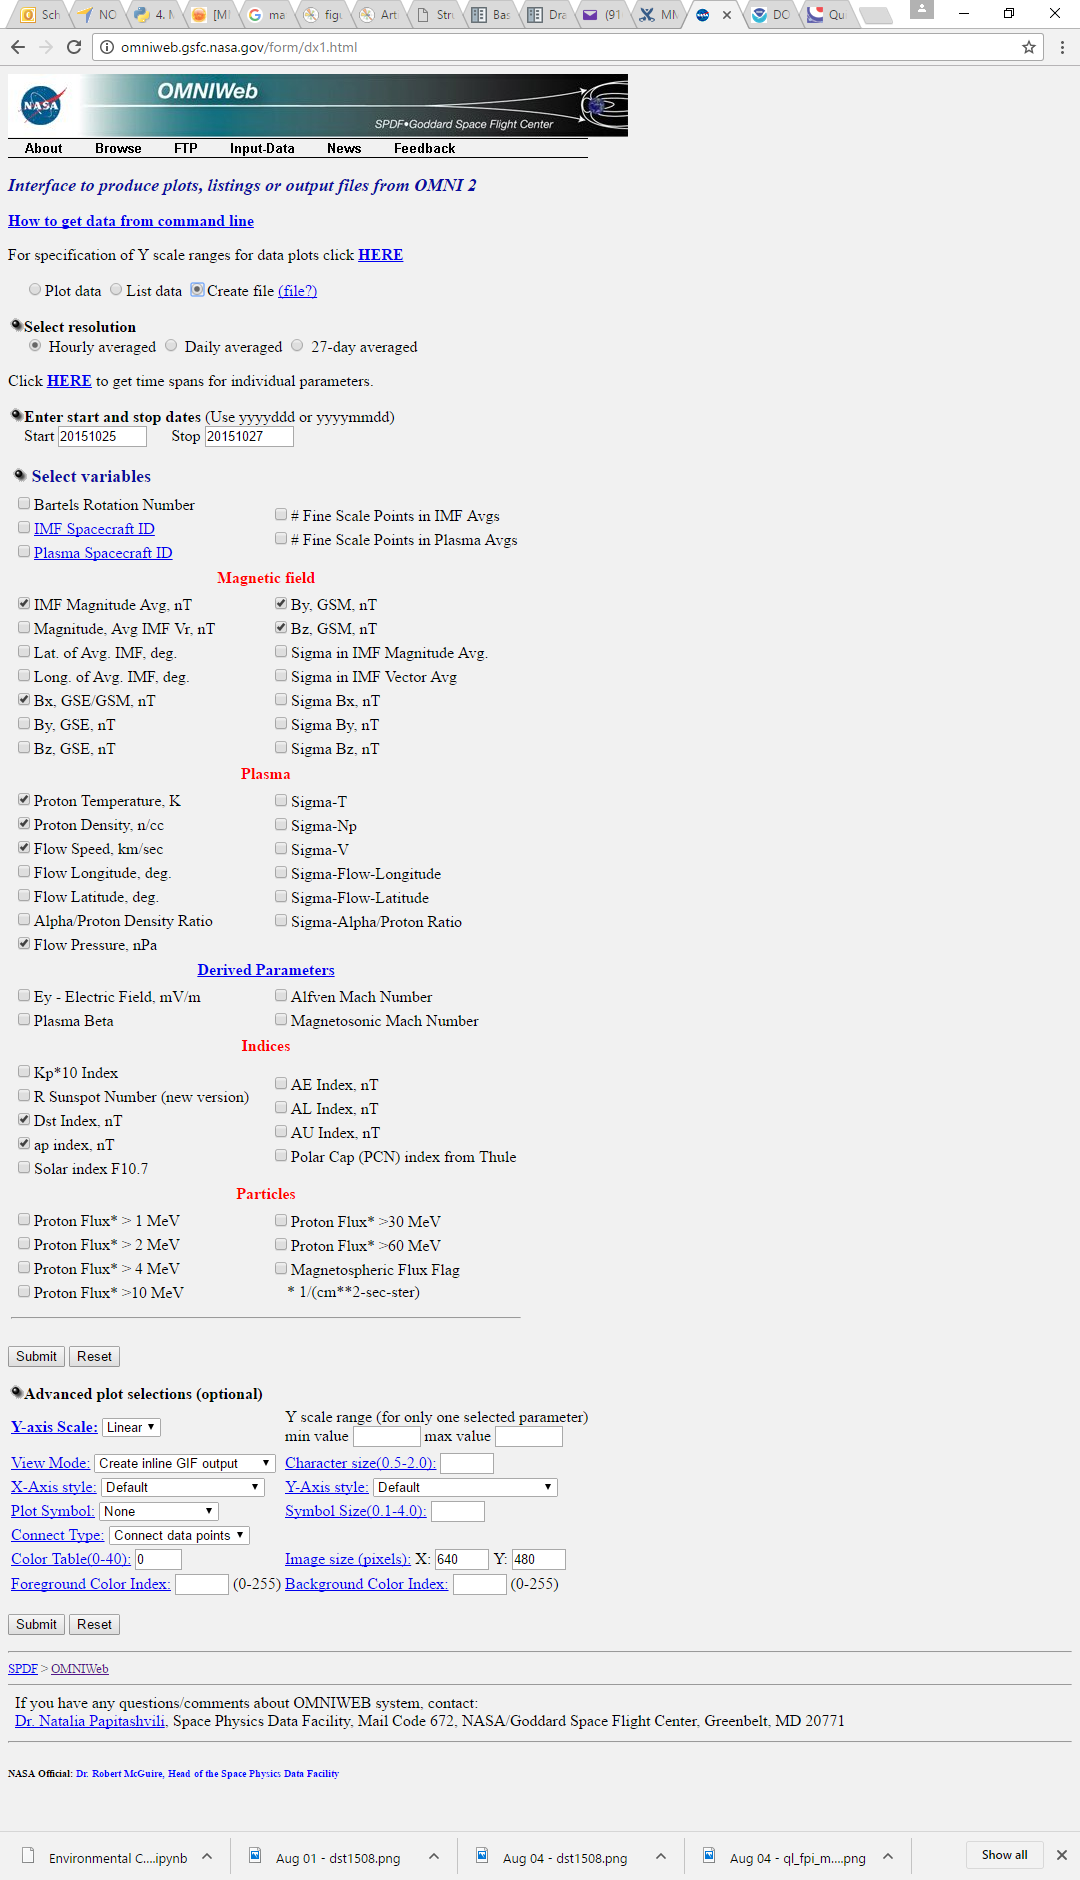 Sch
NO
4. N
[MI
ma
figu
Art
Stru
Bas
Dra
(91
MM
DO
Qui
omniweb.gsfc.nasa.gov/form/dx1.html
NASA
OMNIWeb
SPDF•Goddard Space Flight Center
About Browse FTP Input-Data News Feedback
Interface to produce plots, listings or output files from OMNI 2
How to get data from command line
For specification of Y scale ranges for data plots click HERE
Plot data List data Create file (file?)
Select resolution
Hourly averaged Daily averaged 27-day averaged
Click HERE to get time spans for individual parameters.
Enter start and stop dates (Use yyyyddd or yyyymmdd)
Start 20151025 Stop 20151027
Select variables
Bartels Rotation Number
IMF Spacecraft ID
Plasma Spacecraft ID
# Fine Scale Points in IMF Avgs
# Fine Scale Points in Plasma Avgs
Magnetic field
IMF Magnitude Avg, nT
Magnitude, Avg IMF Vr, nT
Lat. of Avg. IMF, deg.
Long. of Avg. IMF, deg.
Bx, GSE/GSM, nT
By, GSE, nT
Bz, GSE, nT
By, GSM, nT
Bz, GSM, nT
Sigma in IMF Magnitude Avg.
Sigma in IMF Vector Avg
Sigma Bx, nT
Sigma By, nT
Sigma Bz, nT
Plasma
Proton Temperature, K
Proton Density, n/cc
Flow Speed, km/sec
Flow Longitude, deg.
Flow Latitude, deg.
Alpha/Proton Density Ratio
Flow Pressure, nPa
Sigma-T
Sigma-Np
Sigma-V
Sigma-Flow-Longitude
Sigma-Flow-Latitude
Sigma-Alpha/Proton Ratio
Derived Parameters
Ey - Electric Field, mV/m
Plasma Beta
Alfven Mach Number
Magnetosonic Mach Number
Indices
Kp*10 Index
R Sunspot Number (new version)
Dst Index, nT
ap index, nT
Solar index F10.7
AE Index, nT
AL Index, nT
AU Index, nT
Polar Cap (PCN) index from Thule
Particles
Proton Flux* > 1 MeV
Proton Flux* > 2 MeV
Proton Flux* > 4 MeV
Proton Flux* >10 MeV
Proton Flux* >30 MeV
Proton Flux* >60 MeV
Magnetospheric Flux Flag
* 1/(cm**2-sec-ster)
Submit Reset
Advanced plot selections (optional)
Y-axis Scale: Linear
Y scale range (for only one selected parameter)
min value max value
View Mode: Create inline GIF output Character size(0.5-2.0):
X-Axis style: Default Y-Axis style: Default
Plot Symbol: None Symbol Size(0.1-4.0):
Connect Type: Connect data points
Color Table(0-40): 0 Image size (pixels): X: 640 Y: 480
Foreground Color Index: (0-255) Background Color Index: (0-255)
Submit Reset
SPDF > OMNIWeb
If you have any questions/comments about OMNIWEB system, contact:
Dr. Natalia Papitashvili, Space Physics Data Facility, Mail Code 672, NASA/Goddard Space Flight Center, Greenbelt, MD 20771
NASA Official: Dr. Robert McGuire, Head of the Space Physics Data Facility
Environmental C....ipynb Aug 01 - dst1508.png Aug 04 - dst1508.png Aug 04 - ql_fpi_m....png Show all